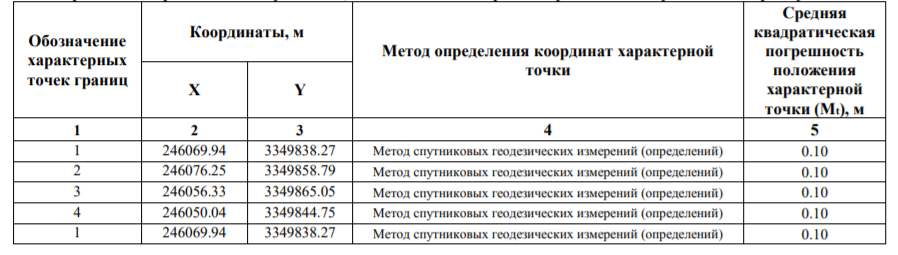 Обозначение характерных точек границ
Координаты, м
Метод определения координат характерной точки
Средняя квадратическая погрешность положения характерной точки (Mt), м
X Y
1 2 3 4 5
1 246069.94 3349838.27 Метод спутниковых геодезических измерений (определений) 0.10
2 246076.25 3349858.79 Метод спутниковых геодезических измерений (определений) 0.10
3 246056.33 3349865.05 Метод спутниковых геодезических измерений (определений) 0.10
4 246050.04 3349844.75 Метод спутниковых геодезических измерений (определений) 0.10
1 246069.94 3349838.27 Метод спутниковых геодезических измерений (определений) 0.10